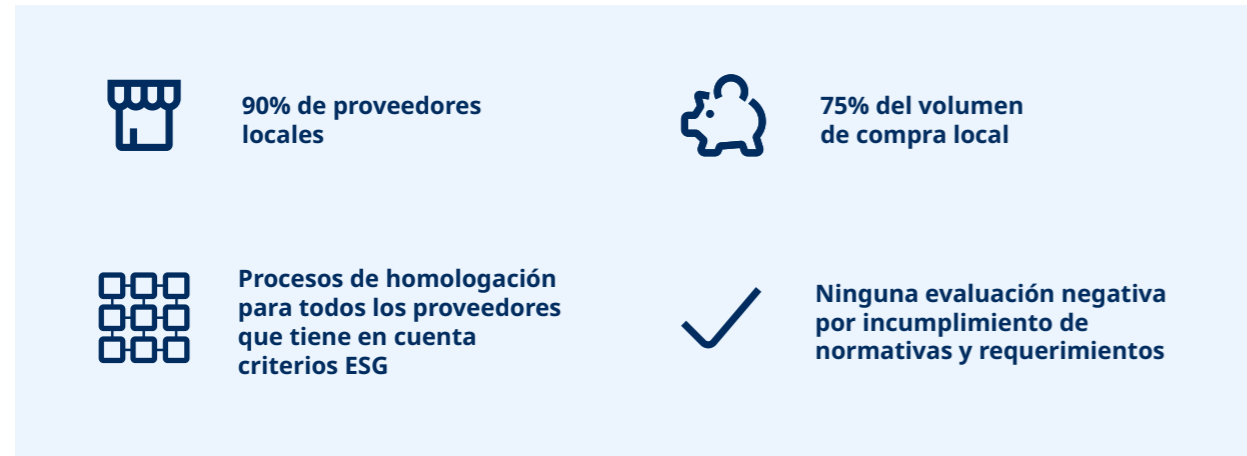 90% de proveedores
locales
75% del volumen
de compra local
Procesos de homologación
para todos los proveedores
que tiene en cuenta
criterios ESG
Ninguna evaluación negativa
por incumplimiento de
normativas y requerimientos